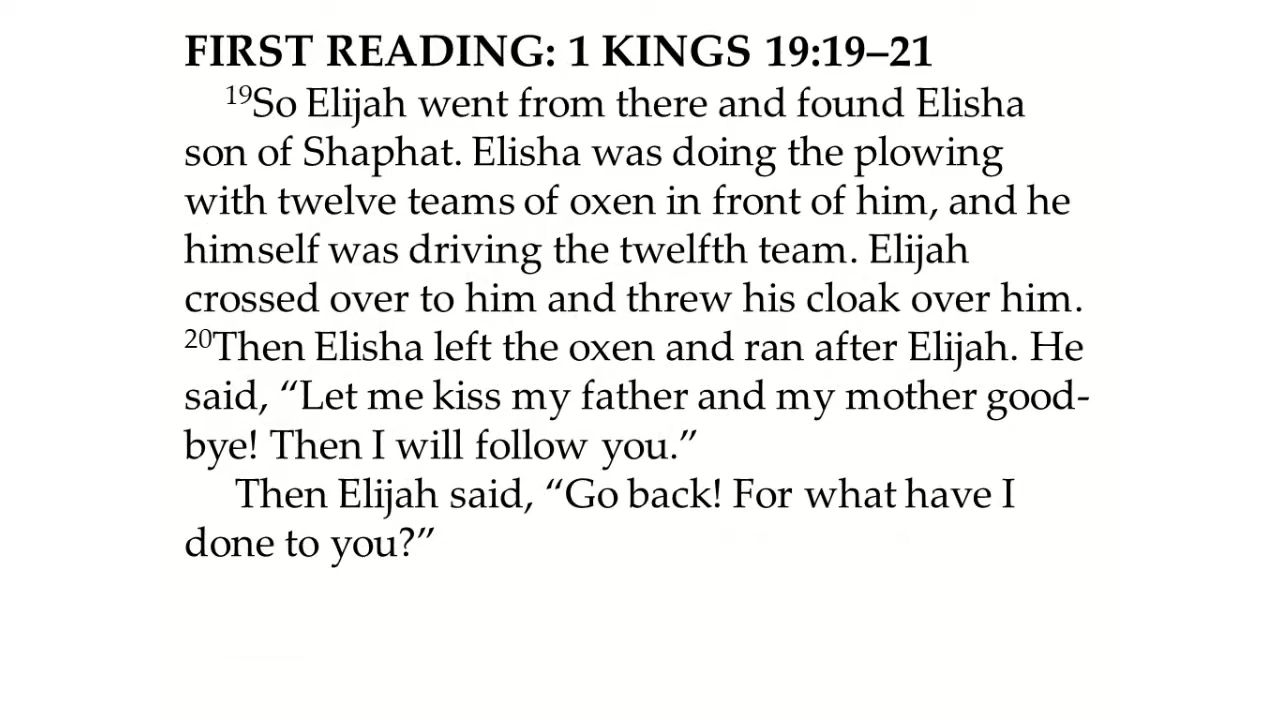 FIRST READING: 1 KINGS 19:19–21
¹⁹So Elijah went from there and found Elisha
son of Shaphat. Elisha was doing the plowing
with twelve teams of oxen in front of him, and he
himself was driving the twelfth team. Elijah
crossed over to him and threw his cloak over him.
²⁰Then Elisha left the oxen and ran after Elijah. He
said, “Let me kiss my father and my mother good-
bye! Then I will follow you.”
Then Elijah said, “Go back! For what have I
done to you?”